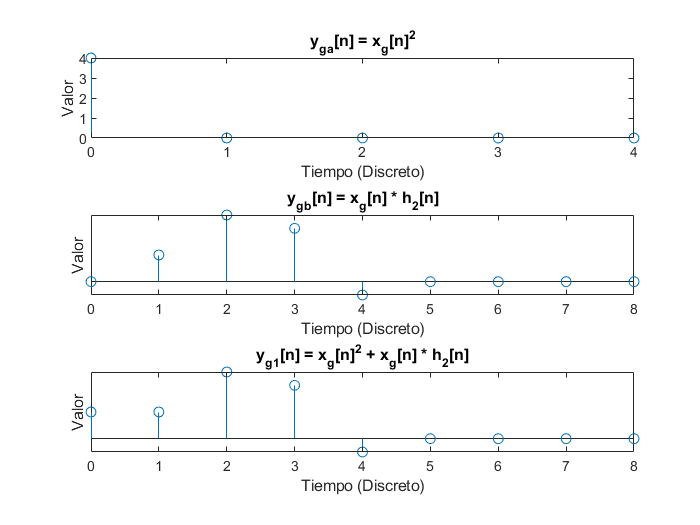 y_ga[n] = x_g[n]^2
4
3
2
1
0
Valor
0 1 2 3 4
Tiempo (Discreto)
y_gb[n] = x_g[n] * h_2[n]
Valor
0 1 2 3 4 5 6 7 8
Tiempo (Discreto)
y_g1[n] = x_g[n]^2 + x_g[n] * h_2[n]
Valor
0 1 2 3 4 5 6 7 8
Tiempo (Discreto)